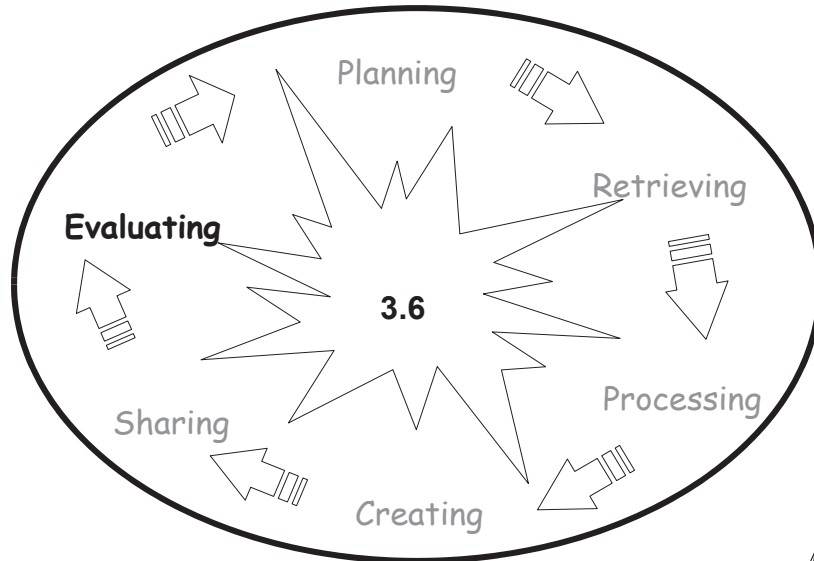 Planning
Retrieving
Evaluating
3.6
Processing
Sharing
Creating